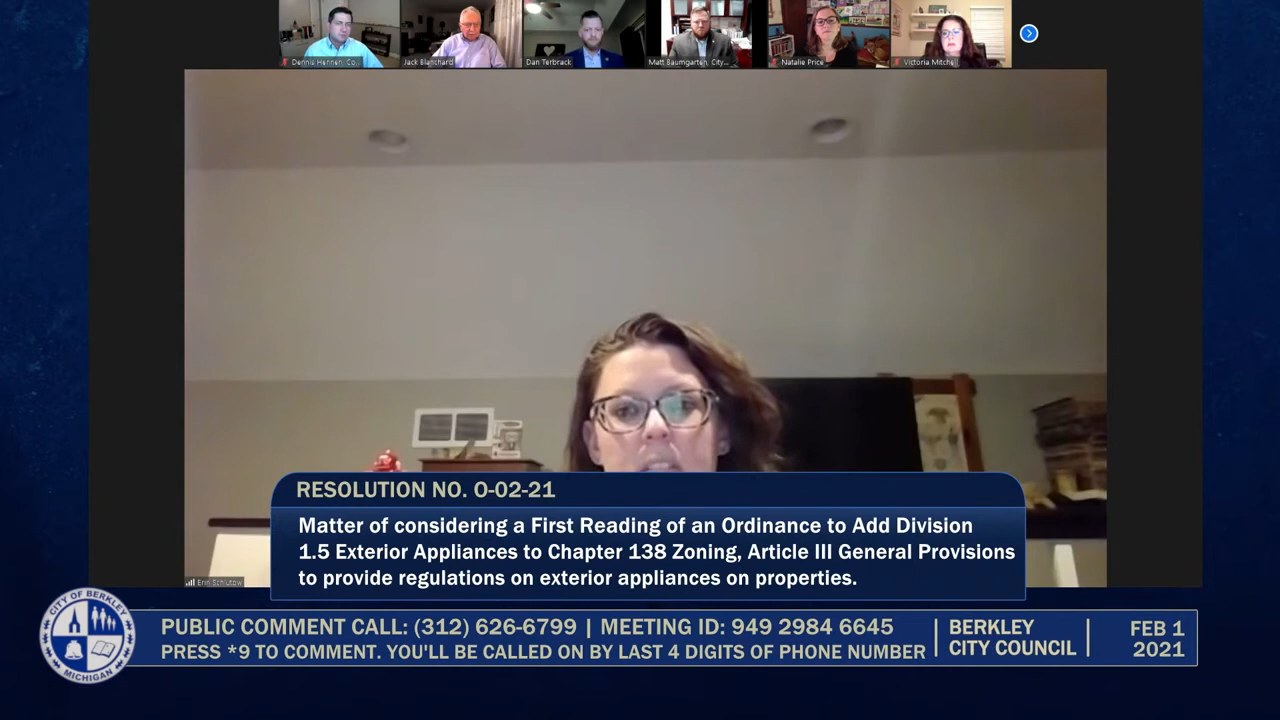 Dennis Hennen, Co...
Jack Blanchard
Dan Terbrack
Matt Baumgarten, City...
Natalie Price
Victoria Mitchell
Erin Schlutow
RESOLUTION NO. O-02-21
Matter of considering a First Reading of an Ordinance to Add Division
1.5 Exterior Appliances to Chapter 138 Zoning, Article III General Provisions
to provide regulations on exterior appliances on properties.
CITY OF BERKLEY
MICHIGAN
PUBLIC COMMENT CALL: (312) 626-6799 | MEETING ID: 949 2984 6645
PRESS *9 TO COMMENT. YOU'LL BE CALLED ON BY LAST 4 DIGITS OF PHONE NUMBER
BERKLEY
CITY COUNCIL
FEB 1
2021